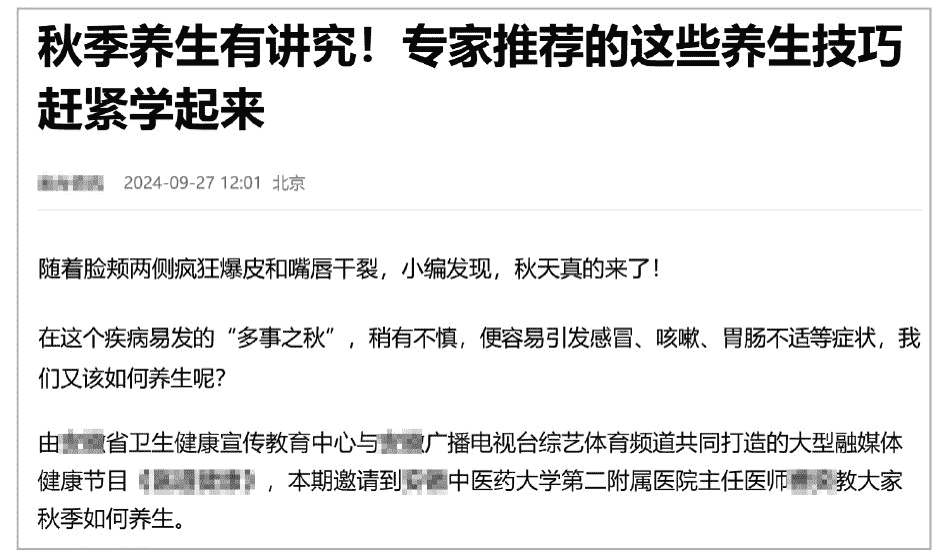 秋季养生有讲究！专家推荐的这些养生技巧
赶紧学起来
2024-09-27 12:01 北京
随着脸颊两侧疯狂爆皮和嘴唇干裂，小编发现，秋天真的来了！
在这个疾病易发的“多事之秋”，稍有不慎，便容易引发感冒、咳嗽、胃肠不适等症状，我
们又该如何养生呢？
由省卫生健康宣传教育中心与广播电视台综艺体育频道共同打造的大型融媒体
健康节目《》，本期邀请到中医药大学第二附属医院主任医师教大家
秋季如何养生。